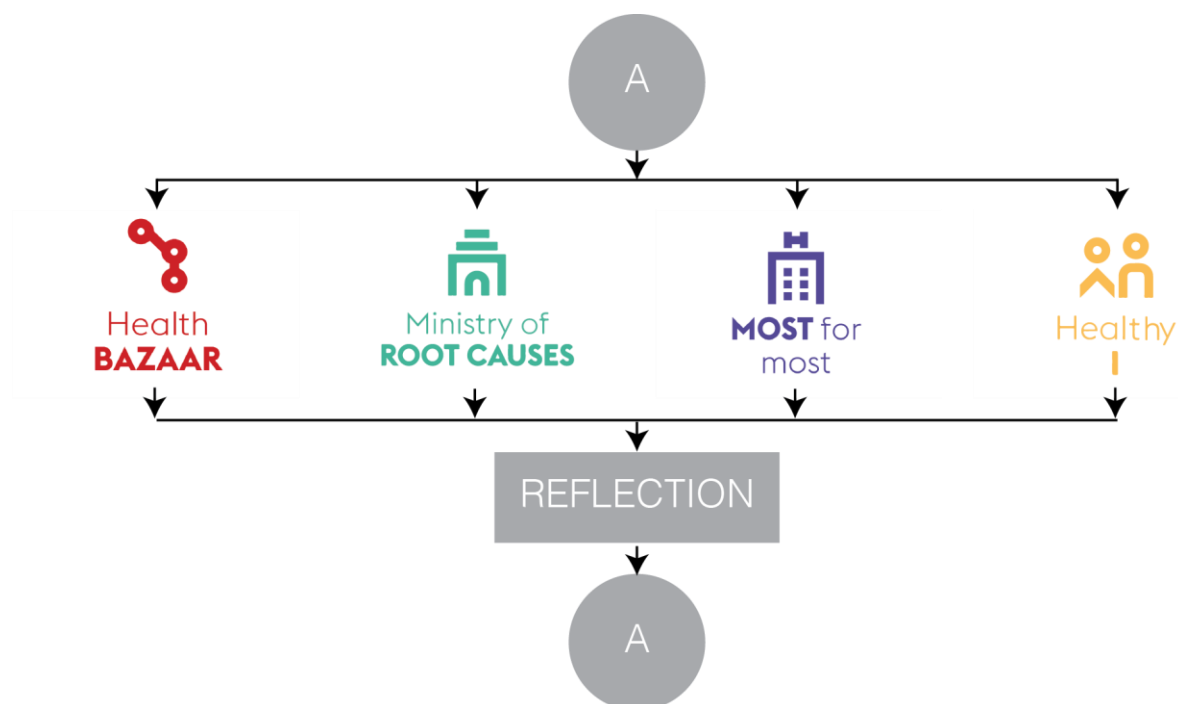 A
Health
BAZAAR
Ministry of
ROOT CAUSES
MOST for
most
Healthy
I
REFLECTION
A